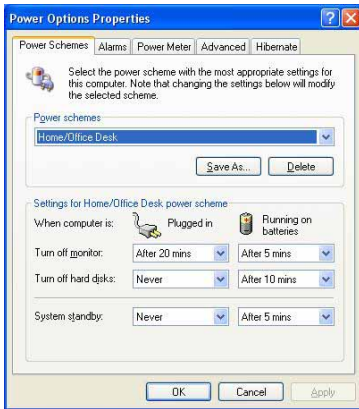 Power Options Properties
Power Schemes Alarms Power Meter Advanced Hibernate
Select the power scheme with the most appropriate settings for
this computer. Note that changing the settings below will modify
the selected scheme.
Power schemes
Home/Office Desk
Save As... Delete
Settings for Home/Office Desk power scheme
When computer is: Plugged in Running on
batteries
Turn off monitor: After 20 mins After 5 mins
Turn off hard disks: Never After 10 mins
System standby: Never After 5 mins
OK Cancel Apply